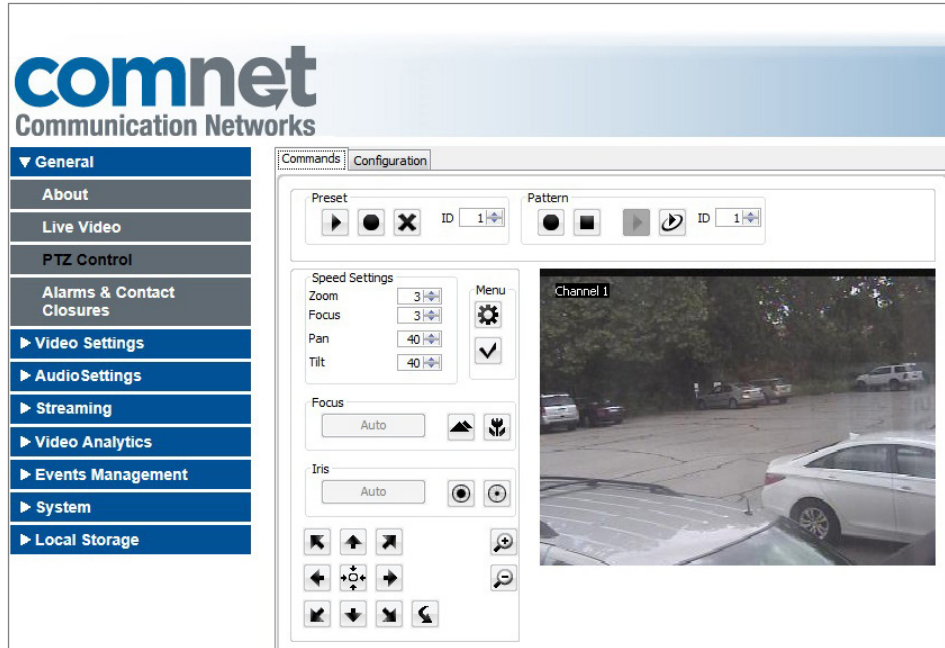 comnet
Communication Networks
General
About
Live Video
PTZ Control
Alarms & Contact
Closures
Video Settings
AudioSettings
Streaming
Video Analytics
Events Management
System
Local Storage
Commands Configuration
Preset
ID 1
Pattern
ID 1
Speed Settings
Zoom 3
Focus 3
Pan 40
Tilt 40
Menu
Focus
Auto
Iris
Auto
Channel 1